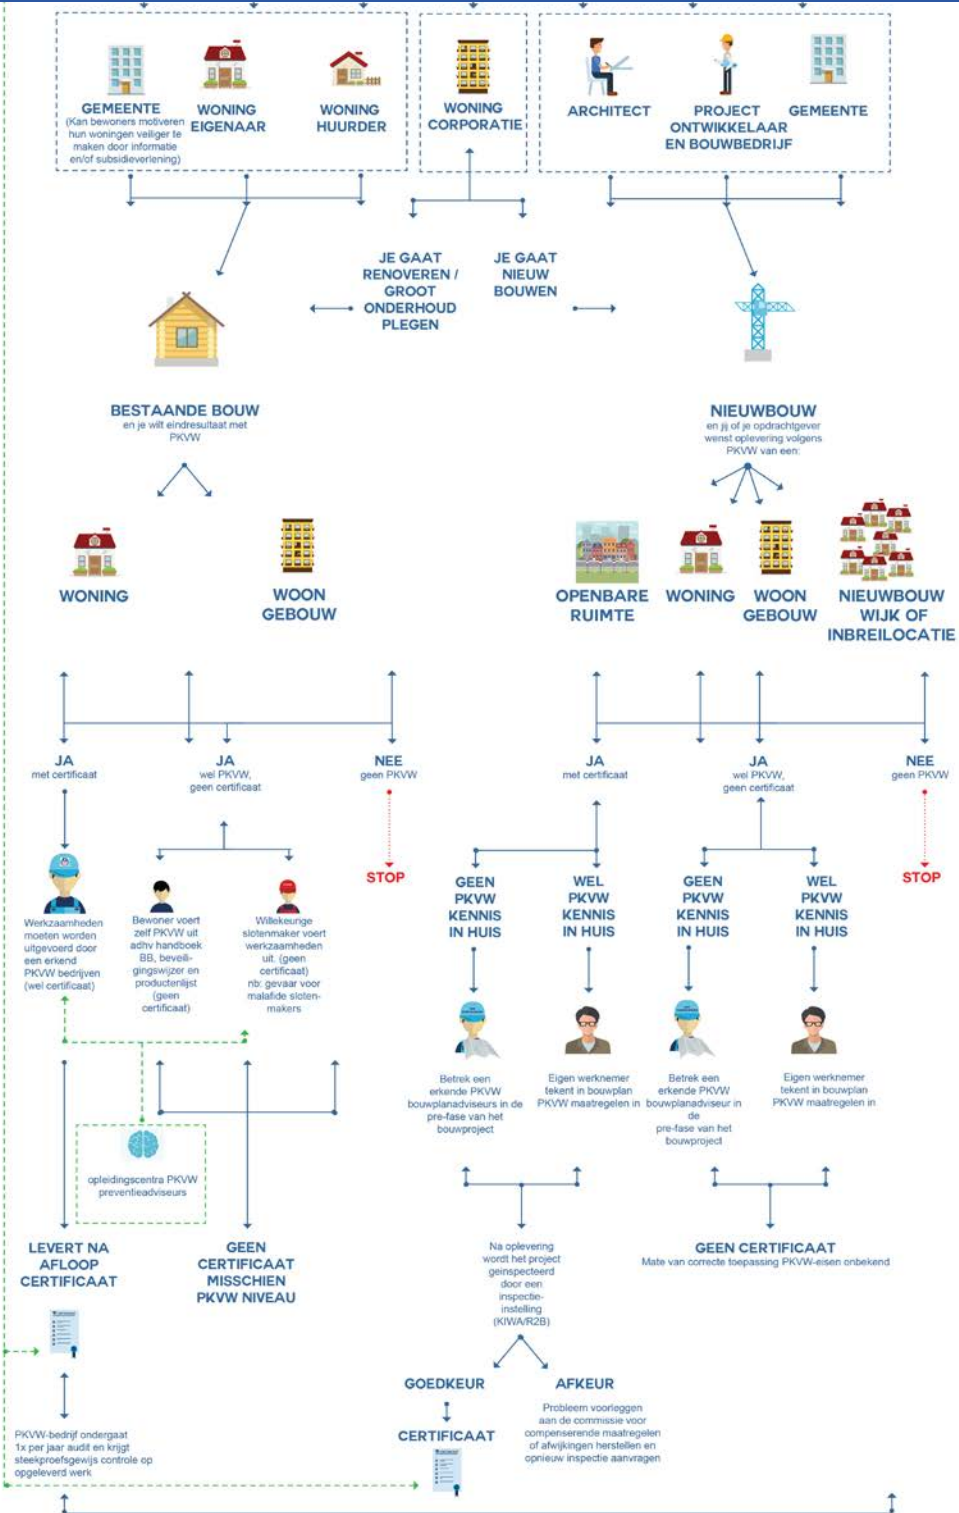 GEMEENTE
(Kan bewoners motiveren
hun woningen veiliger te
maken door informatie
en/of subsidieverlening)
WONING
EIGENAAR
WONING
HUURDER
WONING
CORPORATIE
ARCHITECT
PROJECT
ONTWIKKELAAR
EN BOUWBEDRIJF
GEMEENTE
JE GAAT
RENOVEREN /
GROOT
ONDERHOUD
PLEGEN
JE GAAT
NIEUW
BOUWEN
BESTAANDE BOUW
en je wilt eindresultaat met
PKVW
NIEUWBOUW
en jij of je opdrachtgever
wenst oplevering volgens
PKVW van een:
WONING
WOON
GEBOUW
OPENBARE
RUIMTE
WONING
WOON
GEBOUW
NIEUWBOUW
WIJK OF
INBREILOCATIE
JA
met certificaat
JA
wel PKVW,
geen certificaat
NEE
geen PKVW
JA
met certificaat
JA
wel PKVW,
geen certificaat
NEE
geen PKVW
STOP
STOP
Werkzaamheden
moeten worden
uitgevoerd door
een erkend
PKVW bedrijven
(wel certificaat)
Bewoner voert
zelf PKVW uit
adhv handboek
BB, beveili-
gingswijzer en
productenlijst
(geen
certificaat)
Willekeurige
slotenmaker voert
werkzaamheden
uit. (geen
certificaat)
nb: gevaar voor
malafide sloten-
makers
GEEN
PKVW
KENNIS
IN HUIS
WEL
PKVW
KENNIS
IN HUIS
GEEN
PKVW
KENNIS
IN HUIS
WEL
PKVW
KENNIS
IN HUIS
Betrek een
erkende PKVW
bouwplanadviseurs in de
pre-fase van het
bouwproject
Eigen werknemer
tekent in bouwplan
PKVW maatregelen in
Betrek een
erkende PKVW
bouwplanadviseur in
de
pre-fase van het
bouwproject
Eigen werknemer
tekent in bouwplan
PKVW maatregelen in
opleidingscentra PKVW
preventieadviseurs
LEVERT NA
AFLOOP
CERTIFICAAT
GEEN
CERTIFICAAT
MISSCHIEN
PKVW NIVEAU
Na oplevering
wordt het project
geinspecteerd
door een
inspectie-
instelling
(KIWA/R2B)
GEEN CERTIFICAAT
Mate van correcte toepassing PKVW-eisen onbekend
GOEDKEUR
AFKEUR
CERTIFICAAT
Probleem voorleggen
aan de commissie voor
compenserende maatregelen
of afwijkingen herstellen en
opnieuw inspectie aanvragen
PKVW-bedrijf ondergaat
1x per jaar audit en krijgt
steekproefsgewijs controle op
opgeleverd werk